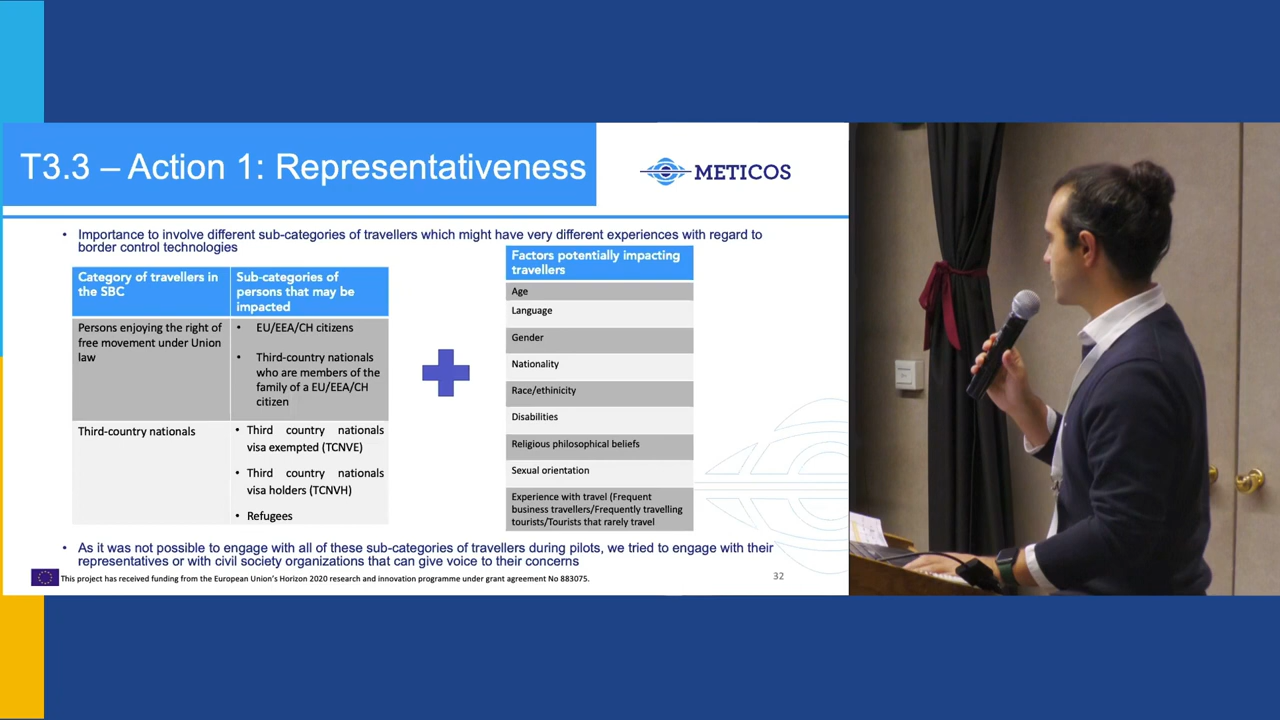 T3.3 – Action 1: Representativeness
METICOS
• Importance to involve different sub-categories of travellers which might have very different experiences with regard to
border control technologies
Category of travellers in
the SBC
Sub-categories of
persons that may be
impacted
Persons enjoying the right of
free movement under Union
law
• EU/EEA/CH citizens
• Third-country nationals
who are members of the
family of a EU/EEA/CH
citizen
Third-country nationals
• Third country nationals
visa exempted (TCNVE)
• Third country nationals
visa holders (TCNVH)
• Refugees
Factors potentially impacting
travellers
Age
Language
Gender
Nationality
Race/ethinicity
Disabilities
Religious philosophical beliefs
Sexual orientation
Experience with travel (Frequent
business travellers/Frequently travelling
tourists/Tourists that rarely travel
• As it was not possible to engage with all of these sub-categories of travellers during pilots, we tried to engage with their
representatives or with civil society organizations that can give voice to their concerns
This project has received funding from the European Union's Horizon 2020 research and innovation programme under grant agreement No 883075.
32